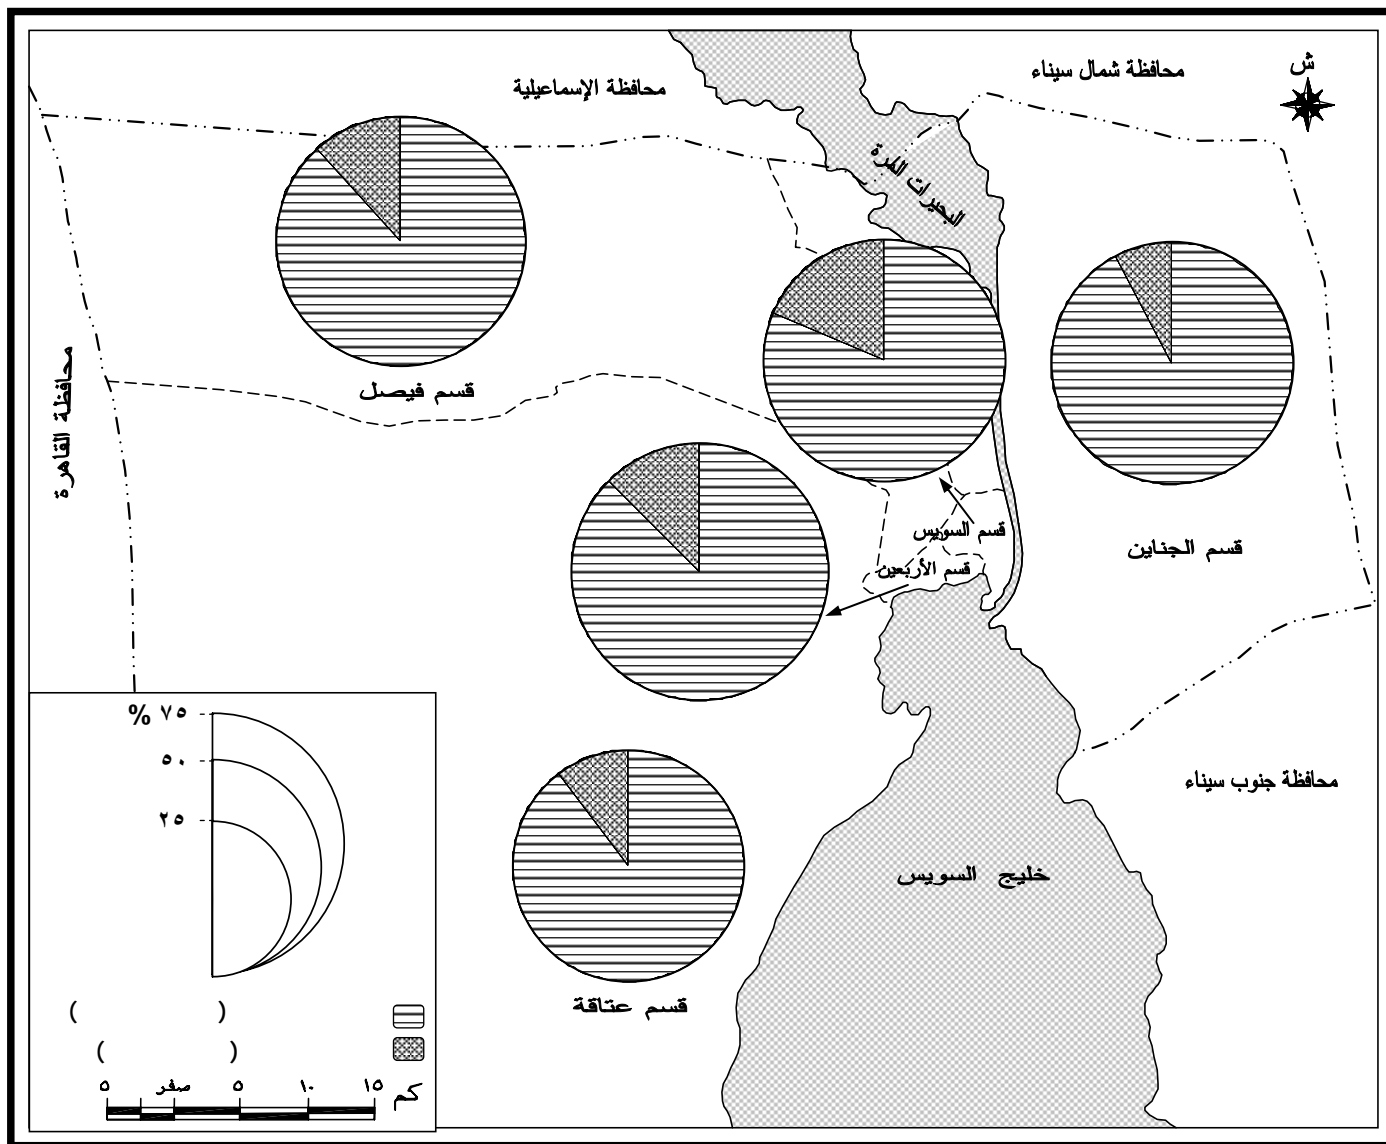 محافظة شمال سيناء
ش
محافظة الإسماعيلية
البحيرات المرة
محافظة القاهرة
قسم فيصل
قسم السويس
قسم الجناين
قسم الأربعين
محافظة جنوب سيناء
خليج السويس
قسم عتاقة
% ٧٥
٥٠
٢٥
( )
( )
٥ صفر ٥ ١٠ ١٥ كم